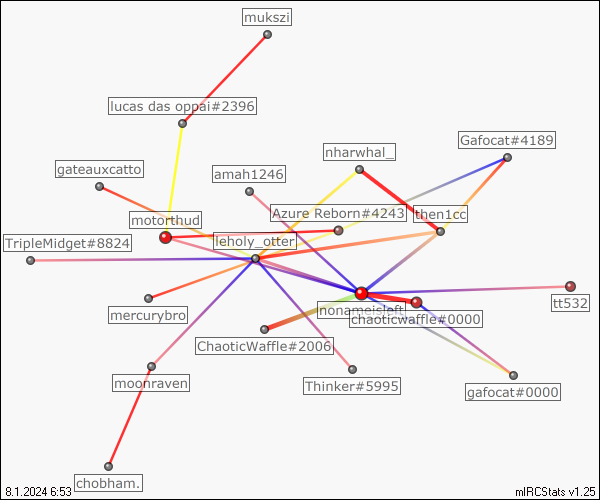 mukszi
lucas das oppai#2396
Gafocat#4189
nharwhal_
gateauxcatto
amah1246
Azure Reborn#4243
then1cc
motorthud
leholy_otter
TripleMidget#8824
nonameisleft
tt532
mercurybro
chaoticwaffle#0000
ChaoticWaffle#2006
moonraven
Thinker#5995
gafocat#0000
chobham.
8.1.2024 6:53
mIRCStats v1.25